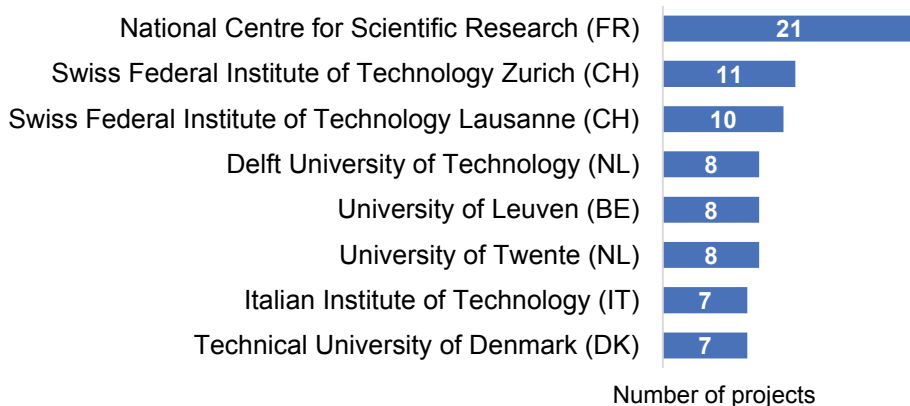 National Centre for Scientific Research (FR) 21
Swiss Federal Institute of Technology Zurich (CH) 11
Swiss Federal Institute of Technology Lausanne (CH) 10
Delft University of Technology (NL) 8
University of Leuven (BE) 8
University of Twente (NL) 8
Italian Institute of Technology (IT) 7
Technical University of Denmark (DK) 7
Number of projects